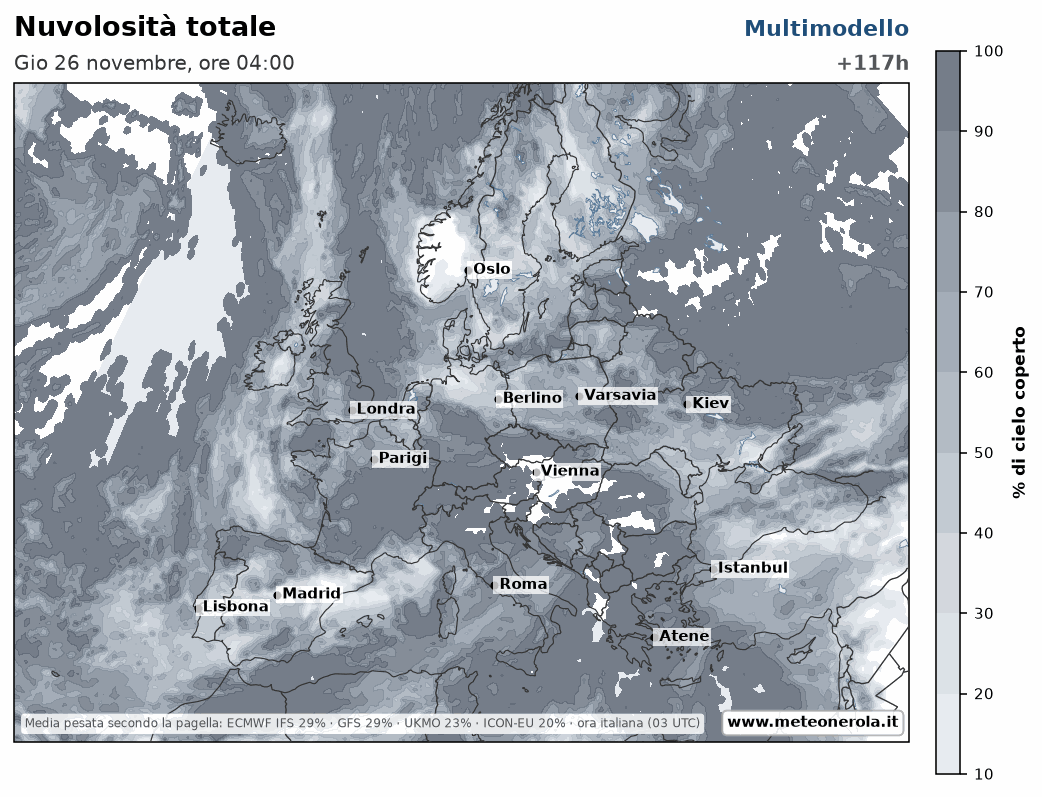 Nuvolosità totale
Multimodello
Gio 26 novembre, ore 04:00
+117h
100
90
80
70
60
50
40
30
20
10
% di cielo coperto
Oslo
Londra
Berlino
Varsavia
Kiev
Parigi
Vienna
Istanbul
Roma
Madrid
Lisbona
Atene
Media pesata secondo la pagella: ECMWF IFS 29% · GFS 29% · UKMO 23% · ICON-EU 20% · ora italiana (03 UTC)
www.meteonerola.it